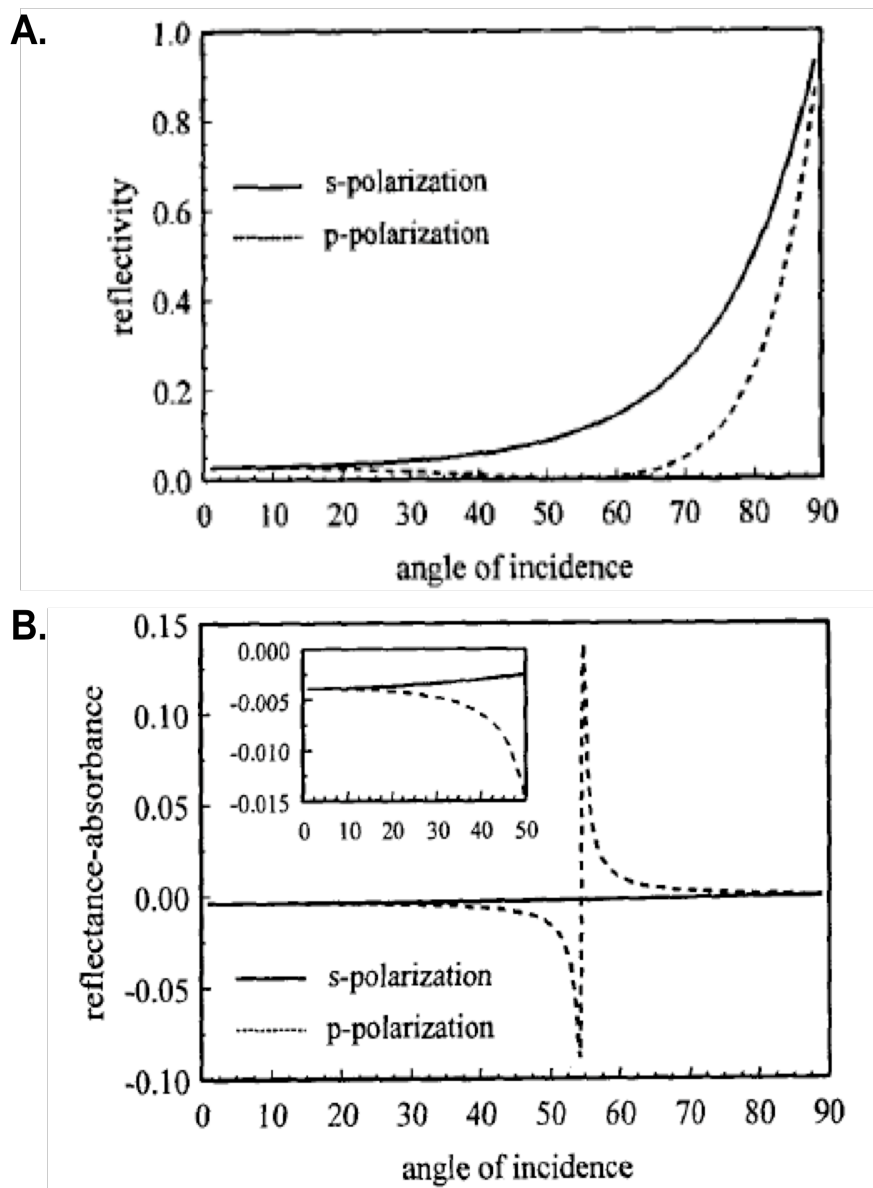 A.
1.0
0.8
0.6
0.4
0.2
0.0
reflectivity
s-polarization
p-polarization
0 10 20 30 40 50 60 70 80 90
angle of incidence
B.
0.15
0.10
0.05
0.00
-0.05
-0.10
reflectance-absorbance
0.000
-0.005
-0.010
-0.015
0 10 20 30 40 50
s-polarization
p-polarization
0 10 20 30 40 50 60 70 80 90
angle of incidence